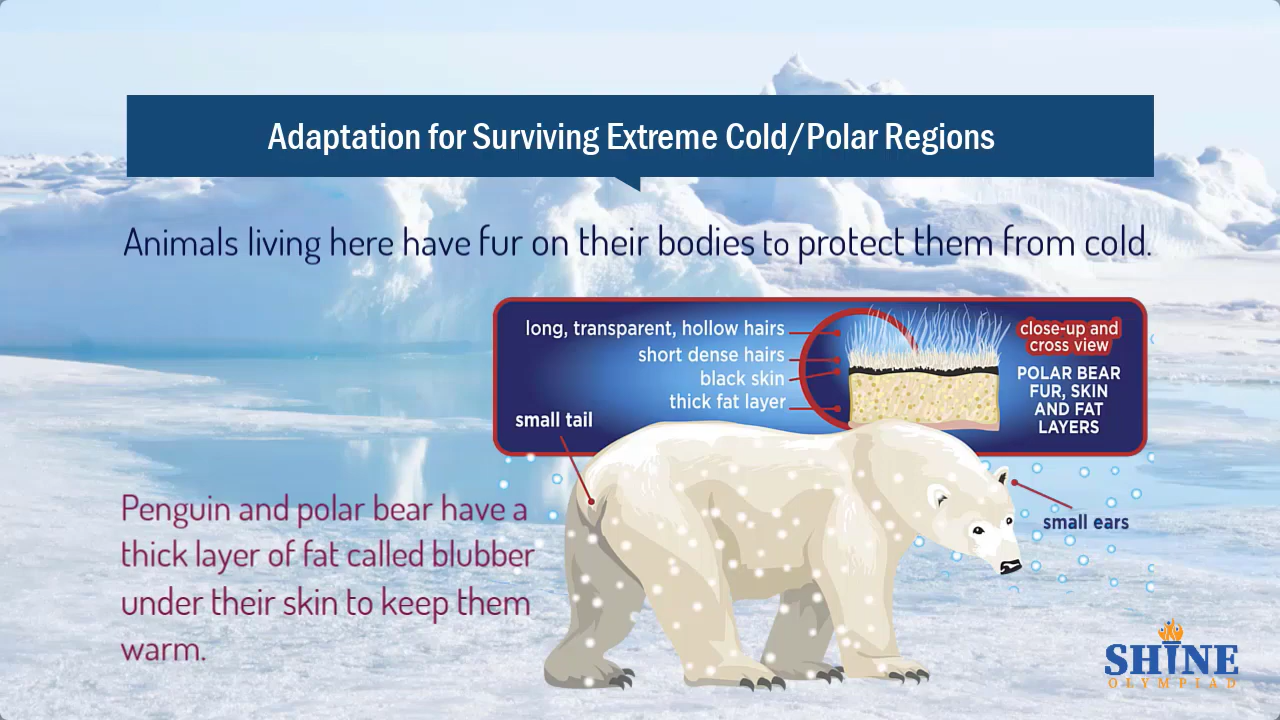 Adaptation for Surviving Extreme Cold/Polar Regions
Animals living here have fur on their bodies to protect them from cold.
long, transparent, hollow hairs
short dense hairs
black skin
thick fat layer
close-up and
cross view
POLAR BEAR
FUR, SKIN
AND FAT
LAYERS
small tail
small ears
Penguin and polar bear have a
thick layer of fat called blubber
under their skin to keep them
warm.
SHINE
OLYMPIAD